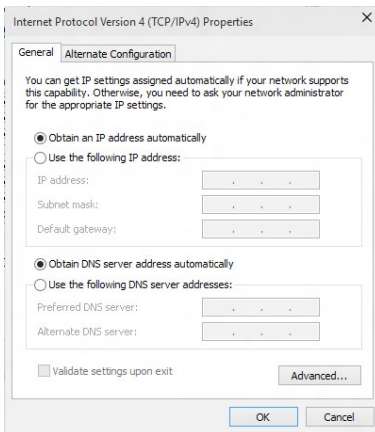 Internet Protocol Version 4 (TCP/IPv4) Properties
General
Alternate Configuration
You can get IP settings assigned automatically if your network supports
this capability. Otherwise, you need to ask your network administrator
for the appropriate IP settings.
Obtain an IP address automatically
Use the following IP address:
IP address:
Subnet mask:
Default gateway:
Obtain DNS server address automatically
Use the following DNS server addresses:
Preferred DNS server:
Alternate DNS server:
Validate settings upon exit
Advanced...
OK
Cancel